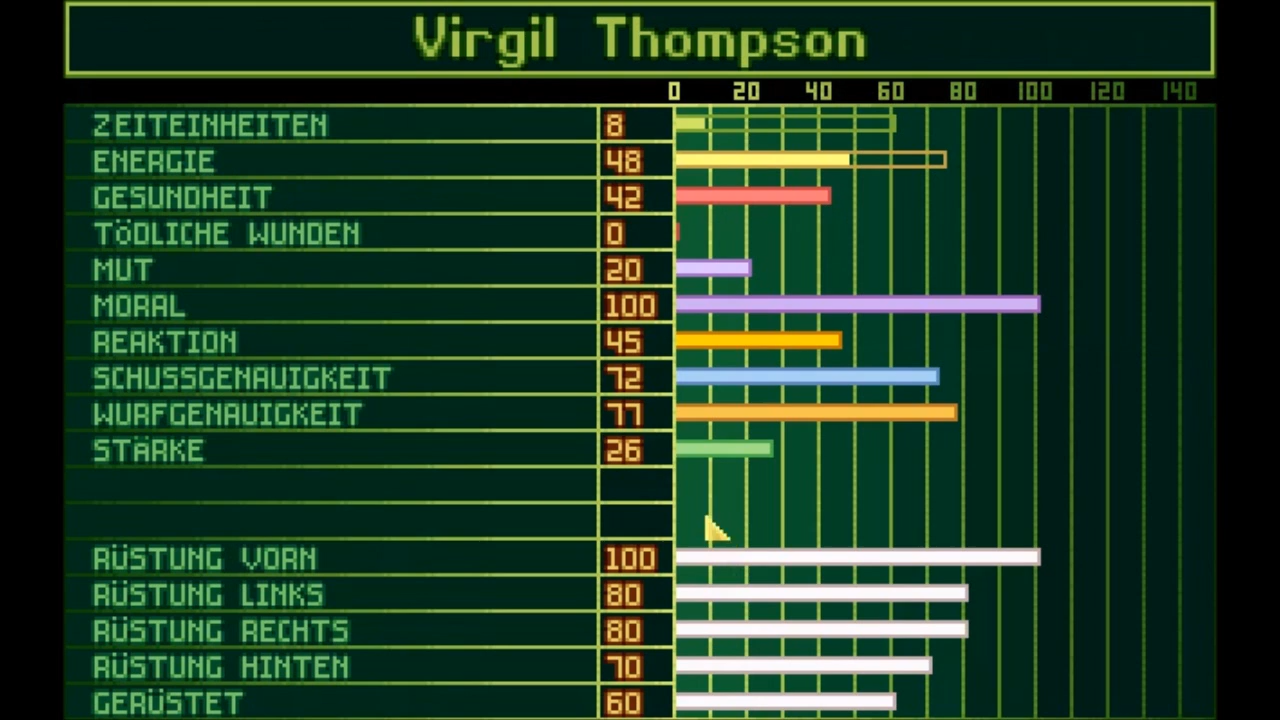 Virgil Thompson
0 20 40 60 80 100 120 140
ZEITEINHEITEN 8
ENERGIE 48
GESUNDHEIT 42
TöDLICHE WUNDEN 0
MUT 20
MORAL 100
REAKTION 45
SCHUSSGENAUIGKEIT 72
WURFGENAUIGKEIT 77
STäRKE 26
RüSTUNG VORN 100
RüSTUNG LINKS 80
RüSTUNG RECHTS 80
RüSTUNG HINTEN 70
GERüSTET 60